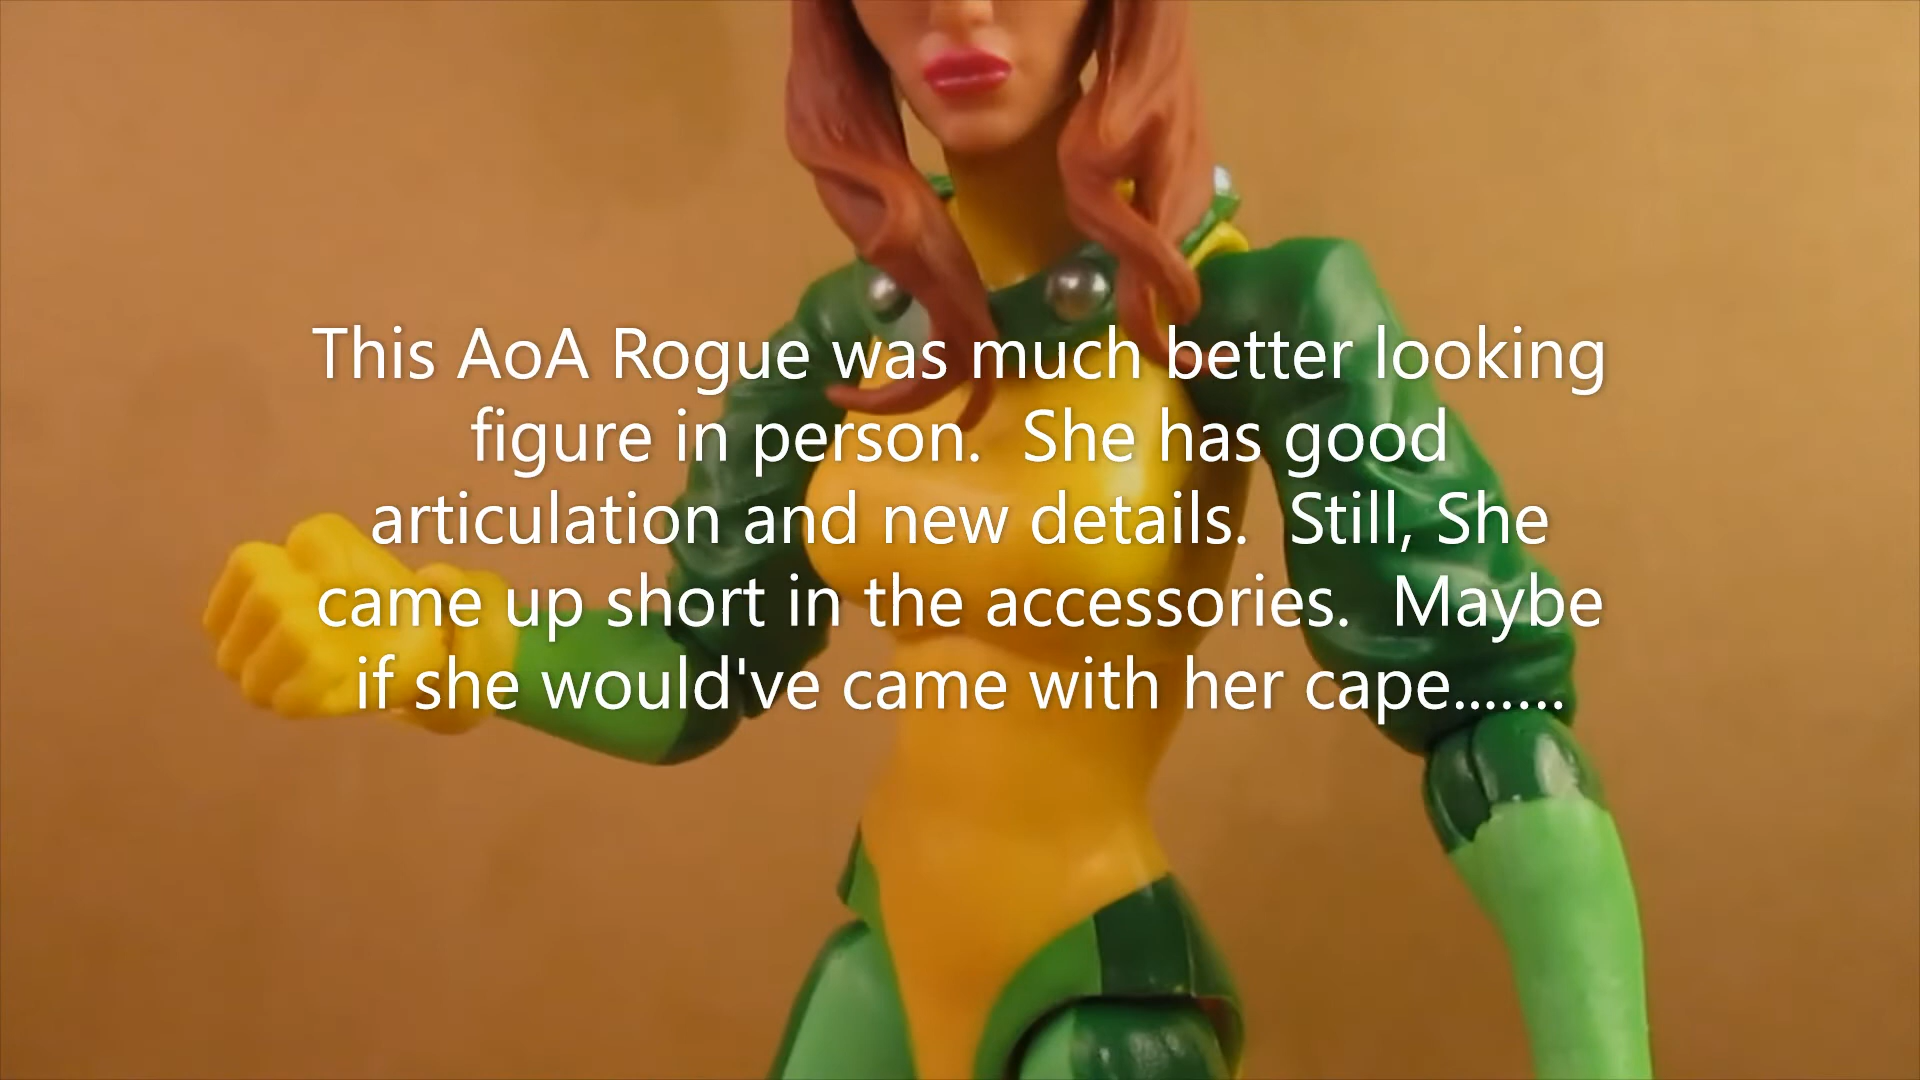 This AoA Rogue was much better looking
figure in person.  She has good
articulation and new details.  Still, She
came up short in the accessories.  Maybe
if she would've came with her cape.......